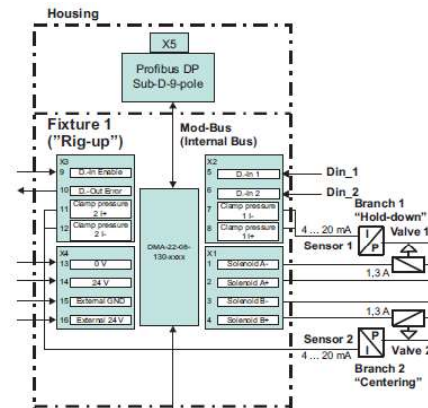 Housing
X5
Profibus DP
Sub-D-9-pole
Fixture 1
("Rig-up")
Mod-Bus
(Internal Bus)
X3
9 D.-In Enable
10 D.-Out Error
11 Clamp pressure
2 I+
12 Clamp pressure
2 I-
X4
13 0 V
14 24 V
15 External GND
16 External 24 V
DMA-22-08-
130-xxxx
X2
5 D.-In 1
6 D.-In 2
7 Clamp pressure
1 I-
8 Clamp pressure
1 I+
X1
1 Solenoid A-
2 Solenoid A+
3 Solenoid B-
4 Solenoid B+
Din_1
Din_2
Branch 1
"Hold-down"
4 ... 20 mA
I
P
Valve 1
Sensor 1
1,3 A
1,3 A
Sensor 2
P
I
Valve 2
4 ... 20 mA
Branch 2
"Centering"